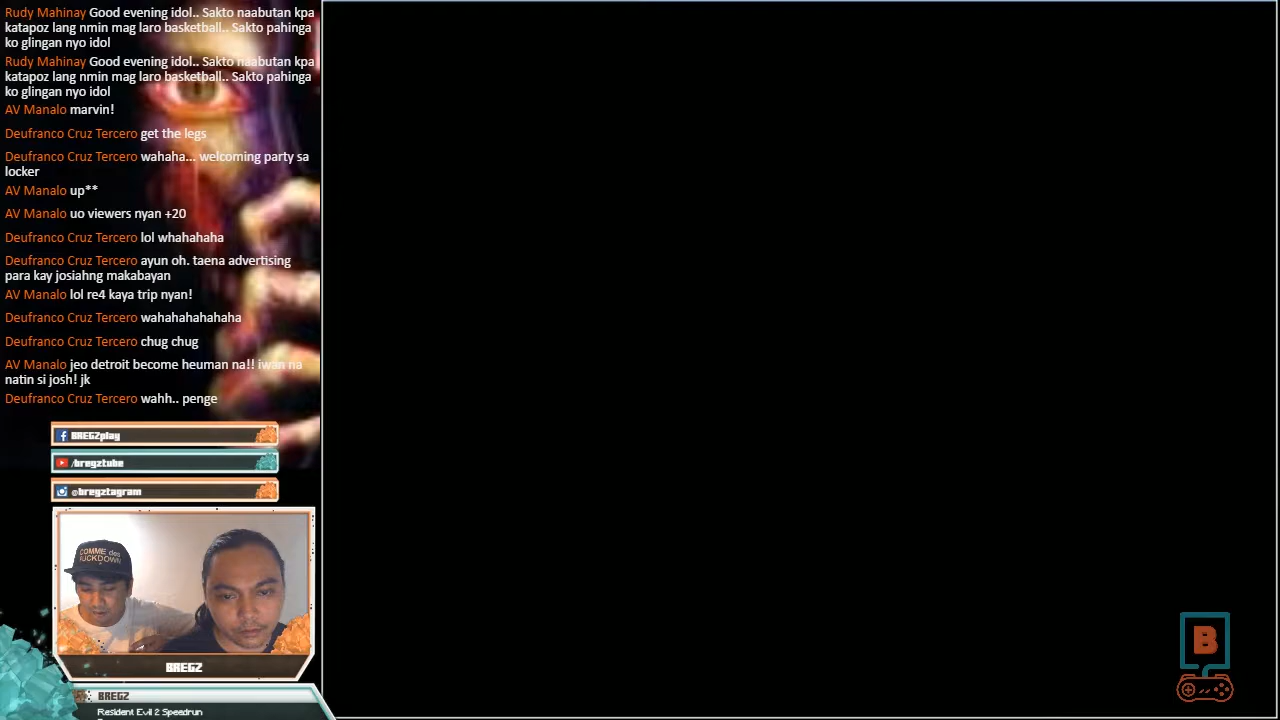 Rudy Mahinay Good evening idol.. Sakto naabutan kpa
katapoz lang nmin mag laro basketball.. Sakto pahinga
ko glingan nyo idol
Rudy Mahinay Good evening idol.. Sakto naabutan kpa
katapoz lang nmin mag laro basketball.. Sakto pahinga
ko glingan nyo idol
AV Manalo marvin!
Deufranco Cruz Tercero get the legs
Deufranco Cruz Tercero wahaha... welcoming party sa
locker
AV Manalo up**
AV Manalo uo viewers nyan +20
Deufranco Cruz Tercero lol whahahaha
Deufranco Cruz Tercero ayun oh. taena advertising
para kay josiahng makabayan
AV Manalo lol re4 kaya trip nyan!
Deufranco Cruz Tercero wahahahahahaha
Deufranco Cruz Tercero chug chug
AV Manalo jeo detroit become heuman na!! iwan na
natin si josh! jk
Deufranco Cruz Tercero wahh.. penge
BREGZplay
/bregztube
@bregztagram
COMME des
FUCKDOWN
BREGZ
BREGZ
Resident Evil 2 Speedrun
B